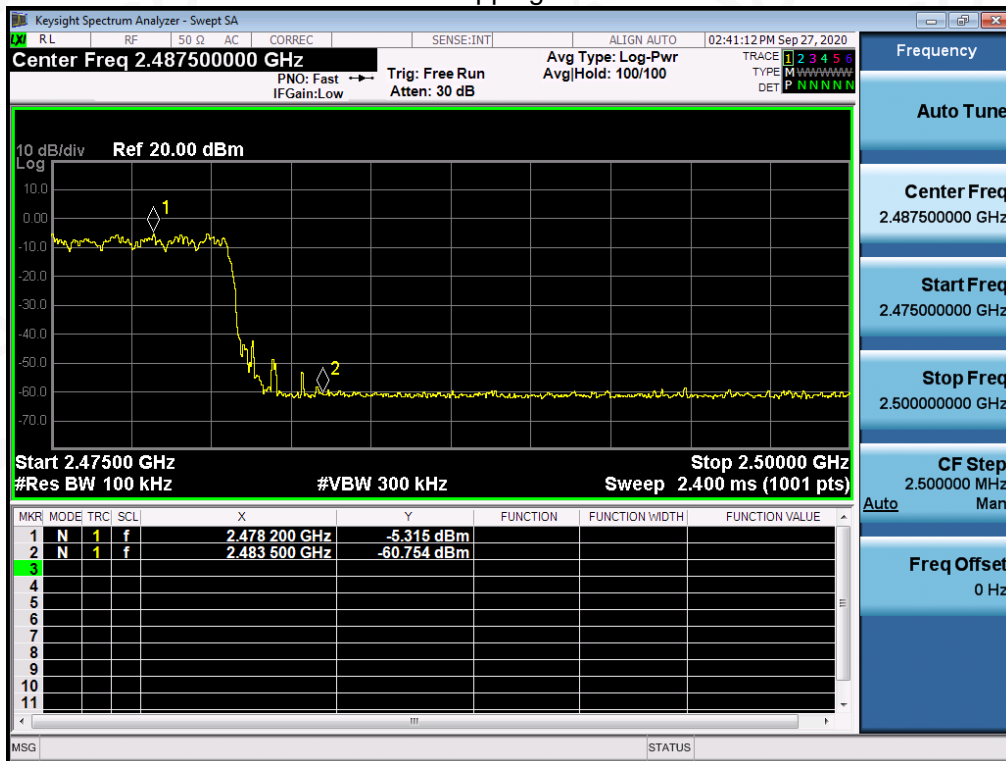 Keysight Spectrum Analyzer - Swept SA
LXI RL RF 50 Ω AC CORREC SENSE:INT ALIGN AUTO 02:41:12 PM Sep 27, 2020
Center Freq 2.487500000 GHz
PNO: Fast
IFGain:Low
Trig: Free Run
Atten: 30 dB
Avg Type: Log-Pwr
Avg|Hold: 100/100
TRACE 1 2 3 4 5 6
TYPE M WWWWW
DET P N N N N N
10 dB/div Ref 20.00 dBm
Log
10.0
0.00
-10.0
-20.0
-30.0
-40.0
-50.0
-60.0
-70.0
1
2
Start 2.47500 GHz Stop 2.50000 GHz
#Res BW 100 kHz #VBW 300 kHz Sweep 2.400 ms (1001 pts)
MKR MODE TRC SCL X Y FUNCTION FUNCTION WIDTH FUNCTION VALUE
1 N 1 f 2.478 200 GHz -5.315 dBm
2 N 1 f 2.483 500 GHz -60.754 dBm
3
4
5
6
7
8
9
10
11
MSG STATUS
Frequency
Auto Tune
Center Freq
2.487500000 GHz
Start Freq
2.475000000 GHz
Stop Freq
2.500000000 GHz
CF Step
2.500000 MHz
Auto Man
Freq Offset
0 Hz